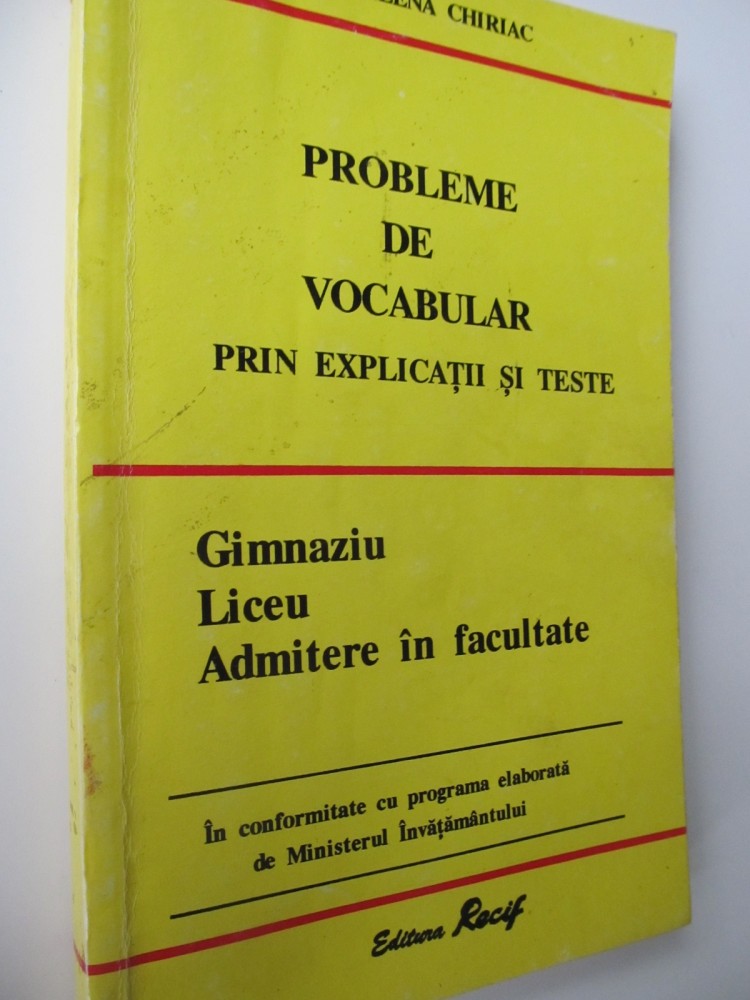 CHIRIAC
PROBLEME
DE
VOCABULAR
PRIN EXPLICAȚII ȘI TESTE
Gimnaziu
Liceu
Admitere în facultate
În conformitate cu programa elaborată
de Ministerul Învățământului
Editura Recif